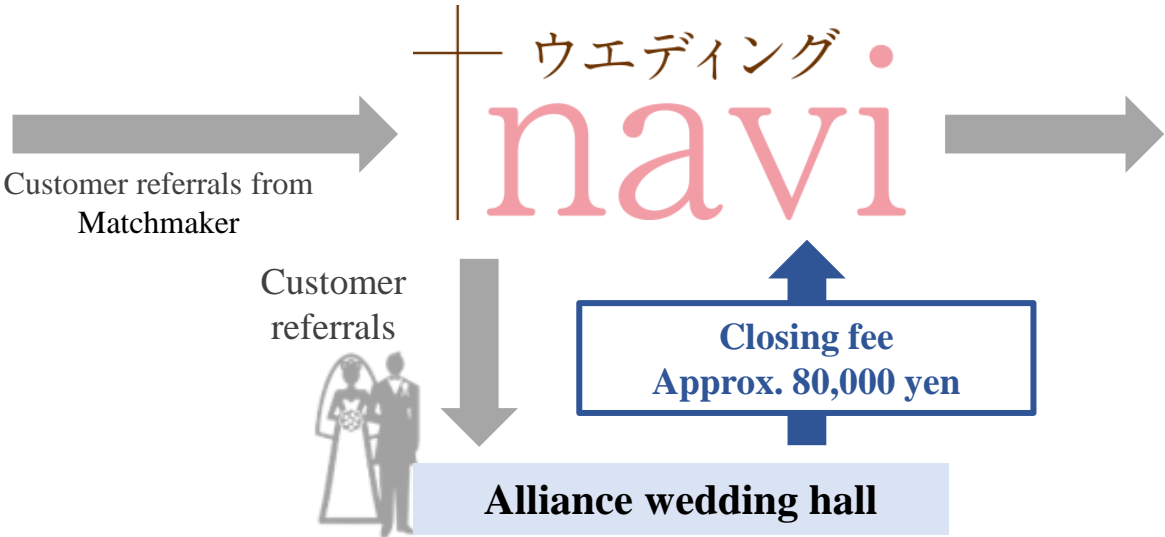 ウエディング
navi
Customer referrals from
Matchmaker
Customer
referrals
Closing fee
Approx. 80,000 yen
Alliance wedding hall